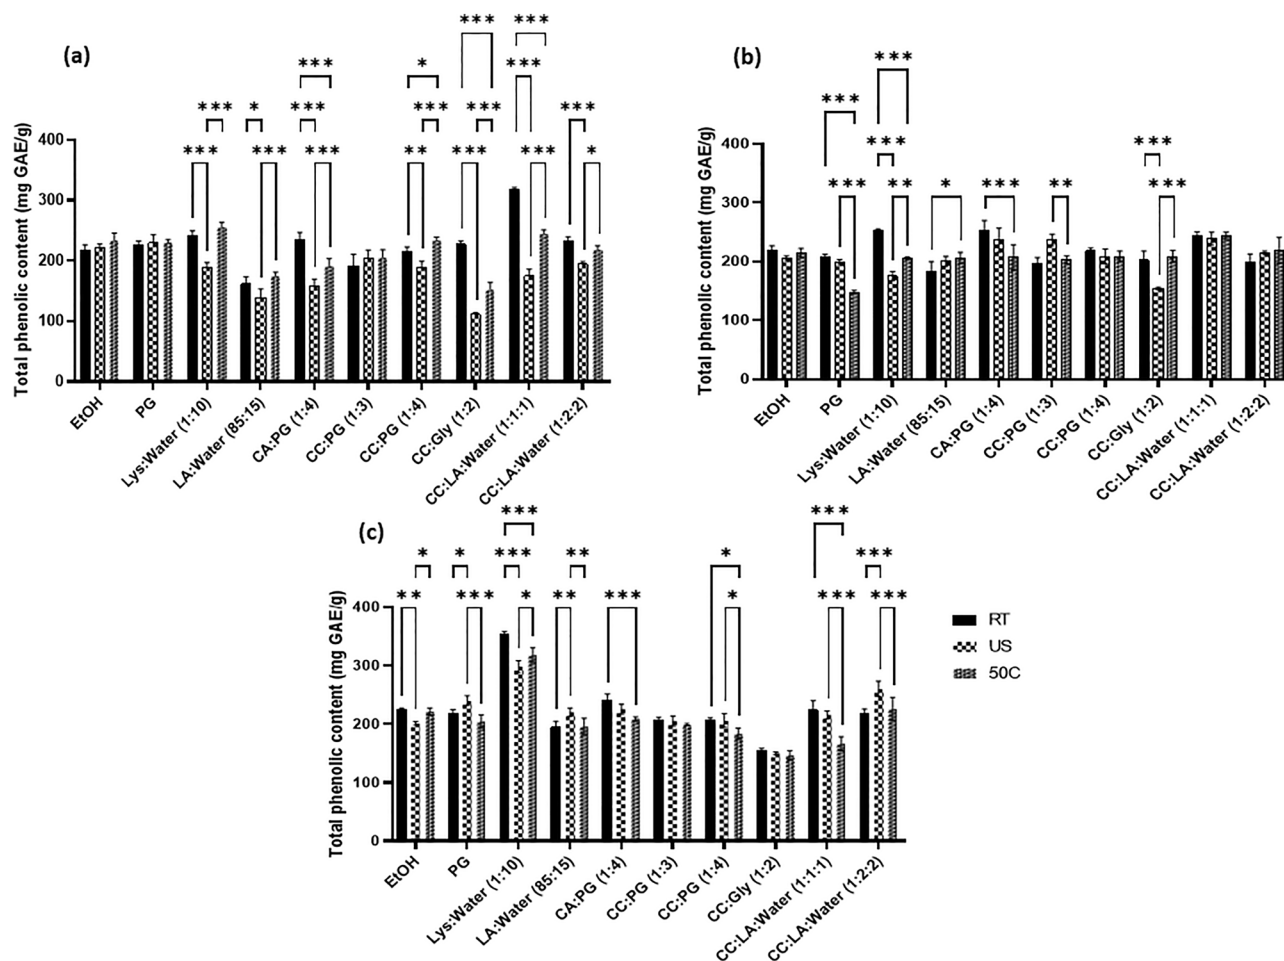 (a)
***
***
***
*
***
*
***
***
***
***
***
*
***
***
***
***
***
***
**
***
***
*
Total phenolic content (mg GAE/g)
400
300
200
100
0
EtOH
PG
Lys:Water (1:10)
LA:Water (85:15)
CA:PG (1:4)
CC:PG (1:3)
CC:PG (1:4)
CC:Gly (1:2)
CC:LA:Water (1:1:1)
CC:LA:Water (1:2:2)
(b)
***
***
***
***
***
**
*
***
**
***
***
Total phenolic content (mg GAE/g)
400
300
200
100
0
EtOH
PG
Lys:Water (1:10)
LA:Water (85:15)
CA:PG (1:4)
CC:PG (1:3)
CC:PG (1:4)
CC:Gly (1:2)
CC:LA:Water (1:1:1)
CC:LA:Water (1:2:2)
(c)
***
***
*
*
***
**
*
***
**
***
*
**
***
*
***
***
Total phenolic content (mg GAE/g)
400
300
200
100
0
EtOH
PG
Lys:Water (1:10)
LA:Water (85:15)
CA:PG (1:4)
CC:PG (1:3)
CC:PG (1:4)
CC:Gly (1:2)
CC:LA:Water (1:1:1)
CC:LA:Water (1:2:2)
RT
US
50C